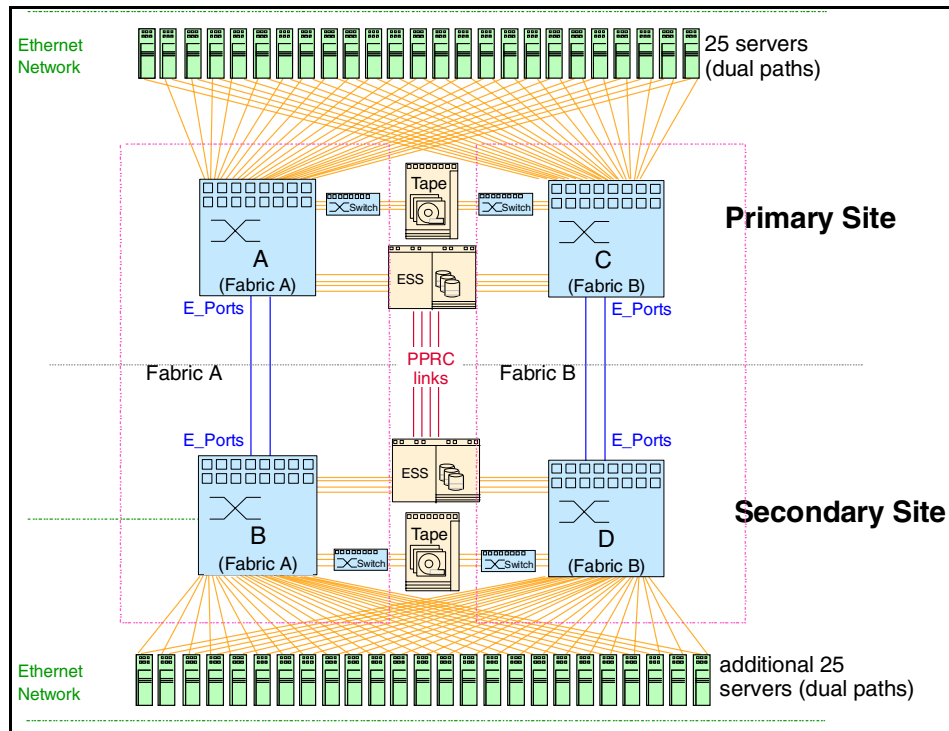 Ethernet
Network
25 servers
(dual paths)
Tape
Switch
Switch
Primary Site
A
(Fabric A)
ESS
C
(Fabric B)
E_Ports
E_Ports
PPRC
links
Fabric A
Fabric B
E_Ports
E_Ports
ESS
Secondary Site
B
(Fabric A)
Tape
D
(Fabric B)
Switch
Switch
Ethernet
Network
additional 25
servers (dual paths)